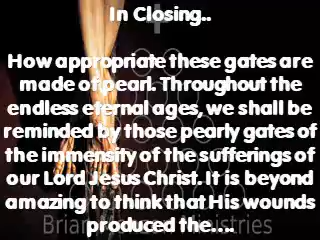 In Closing..
How appropriate these gates are
made of pearl. Throughout the
endless eternal ages, we shall be
reminded by those pearly gates of
the immensity of the sufferings of
our Lord Jesus Christ. It is beyond
amazing to think that His wounds
produced the....
Ministries